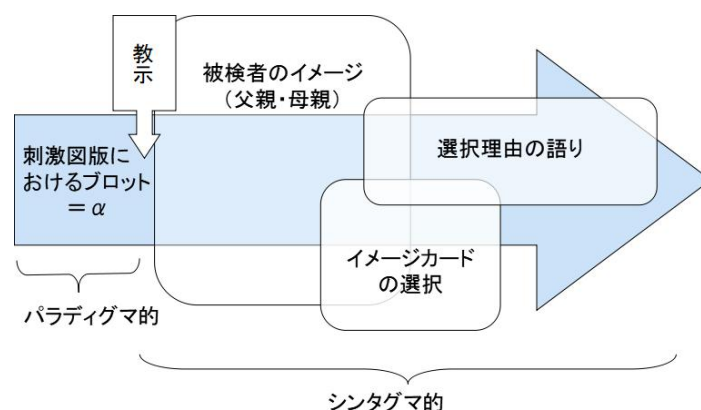 教示
被検者のイメージ
（父親・母親）
刺激図版に
おけるブロット
＝α
選択理由の語り
イメージカード
の選択
パラディグマ的
シンタグマ的